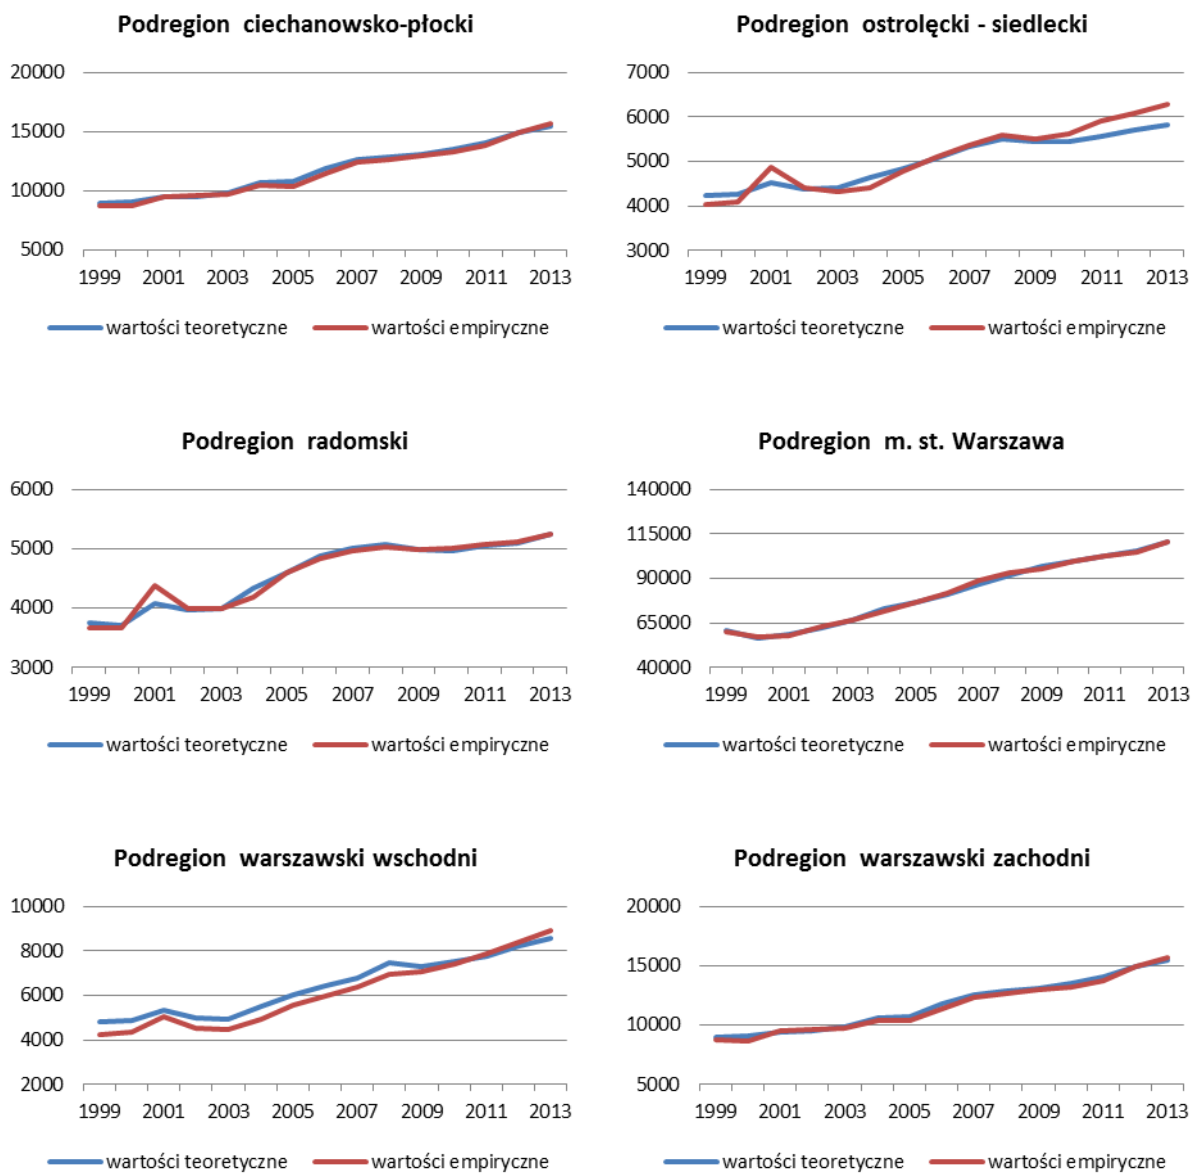 Podregion ciechanowsko-płocki
20000
15000
10000
5000
1999 2001 2003 2005 2007 2009 2011 2013
wartości teoretyczne wartości empiryczne
Podregion ostrolęcki - siedlecki
7000
6000
5000
4000
3000
1999 2001 2003 2005 2007 2009 2011 2013
wartości teoretyczne wartości empiryczne
Podregion radomski
6000
5000
4000
3000
1999 2001 2003 2005 2007 2009 2011 2013
wartości teoretyczne wartości empiryczne
Podregion m. st. Warszawa
140000
115000
90000
65000
40000
1999 2001 2003 2005 2007 2009 2011 2013
wartości teoretyczne wartości empiryczne
Podregion warszawski wschodni
10000
8000
6000
4000
2000
1999 2001 2003 2005 2007 2009 2011 2013
wartości teoretyczne wartości empiryczne
Podregion warszawski zachodni
20000
15000
10000
5000
1999 2001 2003 2005 2007 2009 2011 2013
wartości teoretyczne wartości empiryczne